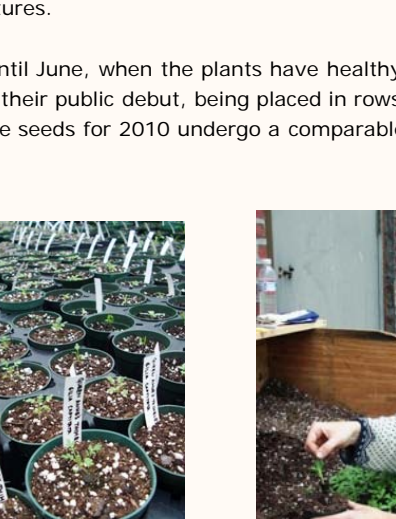 tures.
ntil June, when the plants have healthy
their public debut, being placed in rows
e seeds for 2010 undergo a comparable